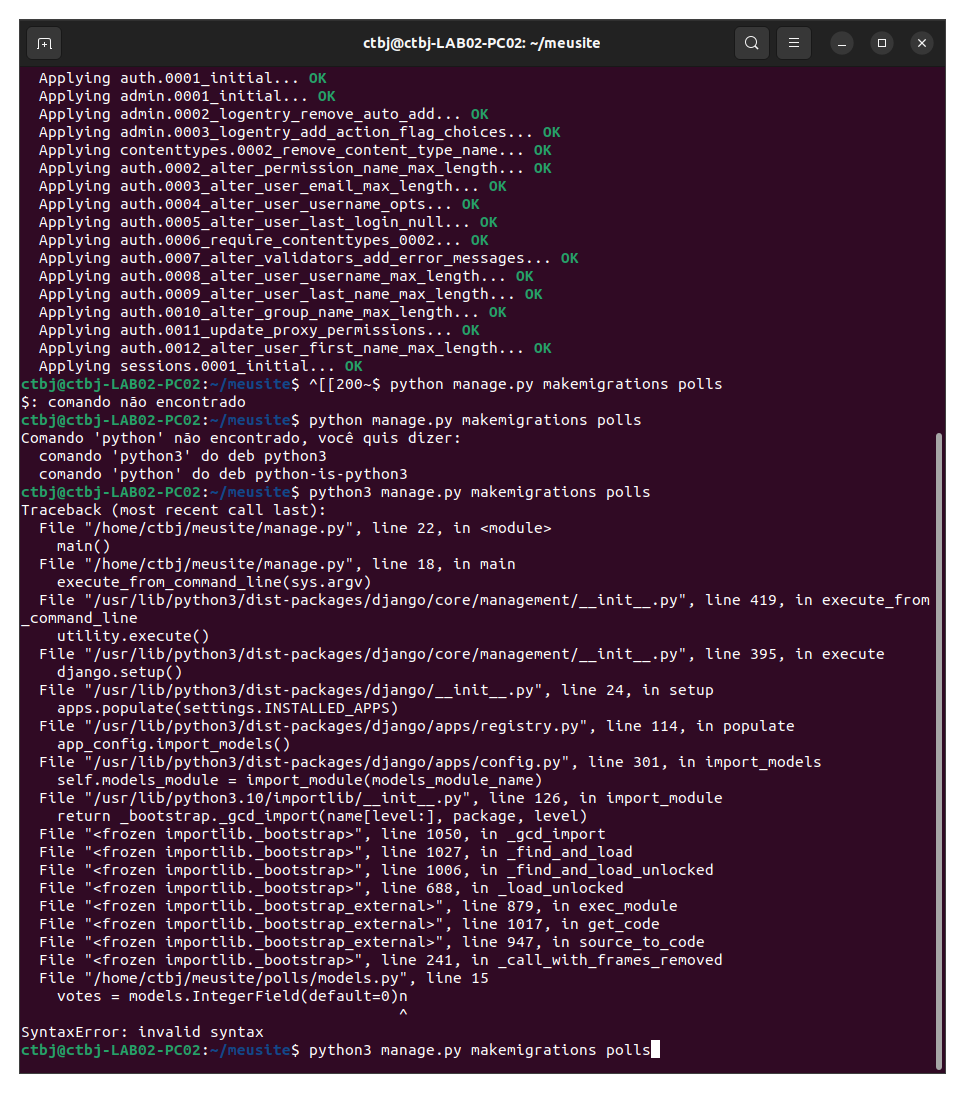 ctbj@ctbj-LAB02-PC02: ~/meusite
Applying auth.0001_initial... OK
Applying admin.0001_initial... OK
Applying admin.0002_logentry_remove_auto_add... OK
Applying admin.0003_logentry_add_action_flag_choices... OK
Applying contenttypes.0002_remove_content_type_name... OK
Applying auth.0002_alter_permission_name_max_length... OK
Applying auth.0003_alter_user_email_max_length... OK
Applying auth.0004_alter_user_username_opts... OK
Applying auth.0005_alter_user_last_login_null... OK
Applying auth.0006_require_contenttypes_0002... OK
Applying auth.0007_alter_validators_add_error_messages... OK
Applying auth.0008_alter_user_username_max_length... OK
Applying auth.0009_alter_user_last_name_max_length... OK
Applying auth.0010_alter_group_name_max_length... OK
Applying auth.0011_update_proxy_permissions... OK
Applying auth.0012_alter_user_first_name_max_length... OK
Applying sessions.0001_initial... OK
ctbj@ctbj-LAB02-PC02:~/meusite$ ^[[200~$ python manage.py makemigrations polls
$: comando não encontrado
ctbj@ctbj-LAB02-PC02:~/meusite$ python manage.py makemigrations polls
Comando 'python' não encontrado, você quis dizer:
comando 'python3' do deb python3
comando 'python' do deb python-is-python3
ctbj@ctbj-LAB02-PC02:~/meusite$ python3 manage.py makemigrations polls
Traceback (most recent call last):
File "/home/ctbj/meusite/manage.py", line 22, in <module>
main()
File "/home/ctbj/meusite/manage.py", line 18, in main
execute_from_command_line(sys.argv)
File "/usr/lib/python3/dist-packages/django/core/management/__init__.py", line 419, in execute_from
_command_line
utility.execute()
File "/usr/lib/python3/dist-packages/django/core/management/__init__.py", line 395, in execute
django.setup()
File "/usr/lib/python3/dist-packages/django/__init__.py", line 24, in setup
apps.populate(settings.INSTALLED_APPS)
File "/usr/lib/python3/dist-packages/django/apps/registry.py", line 114, in populate
app_config.import_models()
File "/usr/lib/python3/dist-packages/django/apps/config.py", line 301, in import_models
self.models_module = import_module(models_module_name)
File "/usr/lib/python3.10/importlib/__init__.py", line 126, in import_module
return _bootstrap._gcd_import(name[level:], package, level)
File "<frozen importlib._bootstrap>", line 1050, in _gcd_import
File "<frozen importlib._bootstrap>", line 1027, in _find_and_load
File "<frozen importlib._bootstrap>", line 1006, in _find_and_load_unlocked
File "<frozen importlib._bootstrap>", line 688, in _load_unlocked
File "<frozen importlib._bootstrap_external>", line 879, in exec_module
File "<frozen importlib._bootstrap_external>", line 1017, in get_code
File "<frozen importlib._bootstrap_external>", line 947, in source_to_code
File "<frozen importlib._bootstrap>", line 241, in _call_with_frames_removed
File "/home/ctbj/meusite/polls/models.py", line 15
votes = models.IntegerField(default=0)n
^
SyntaxError: invalid syntax
ctbj@ctbj-LAB02-PC02:~/meusite$ python3 manage.py makemigrations polls